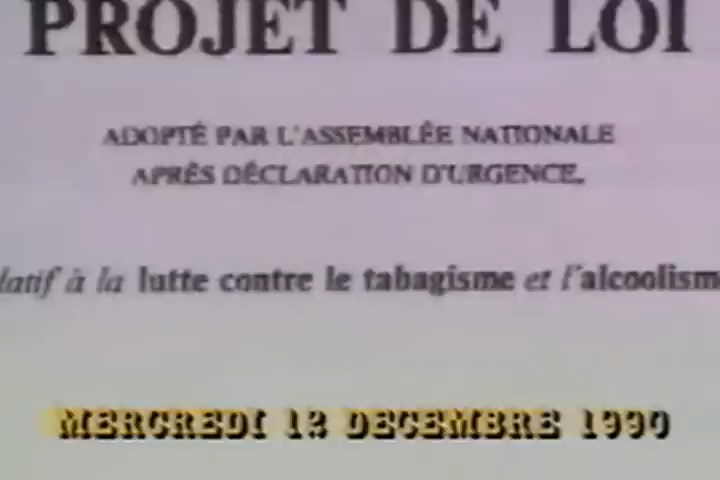 PROJET DE LOI
ADOPTÉ PAR L'ASSEMBLÉE NATIONALE
APRÈS DÉCLARATION D'URGENCE,
latif à la lutte contre le tabagisme et l'alcoolism
MERCREDI 12 DECEMBRE 1990